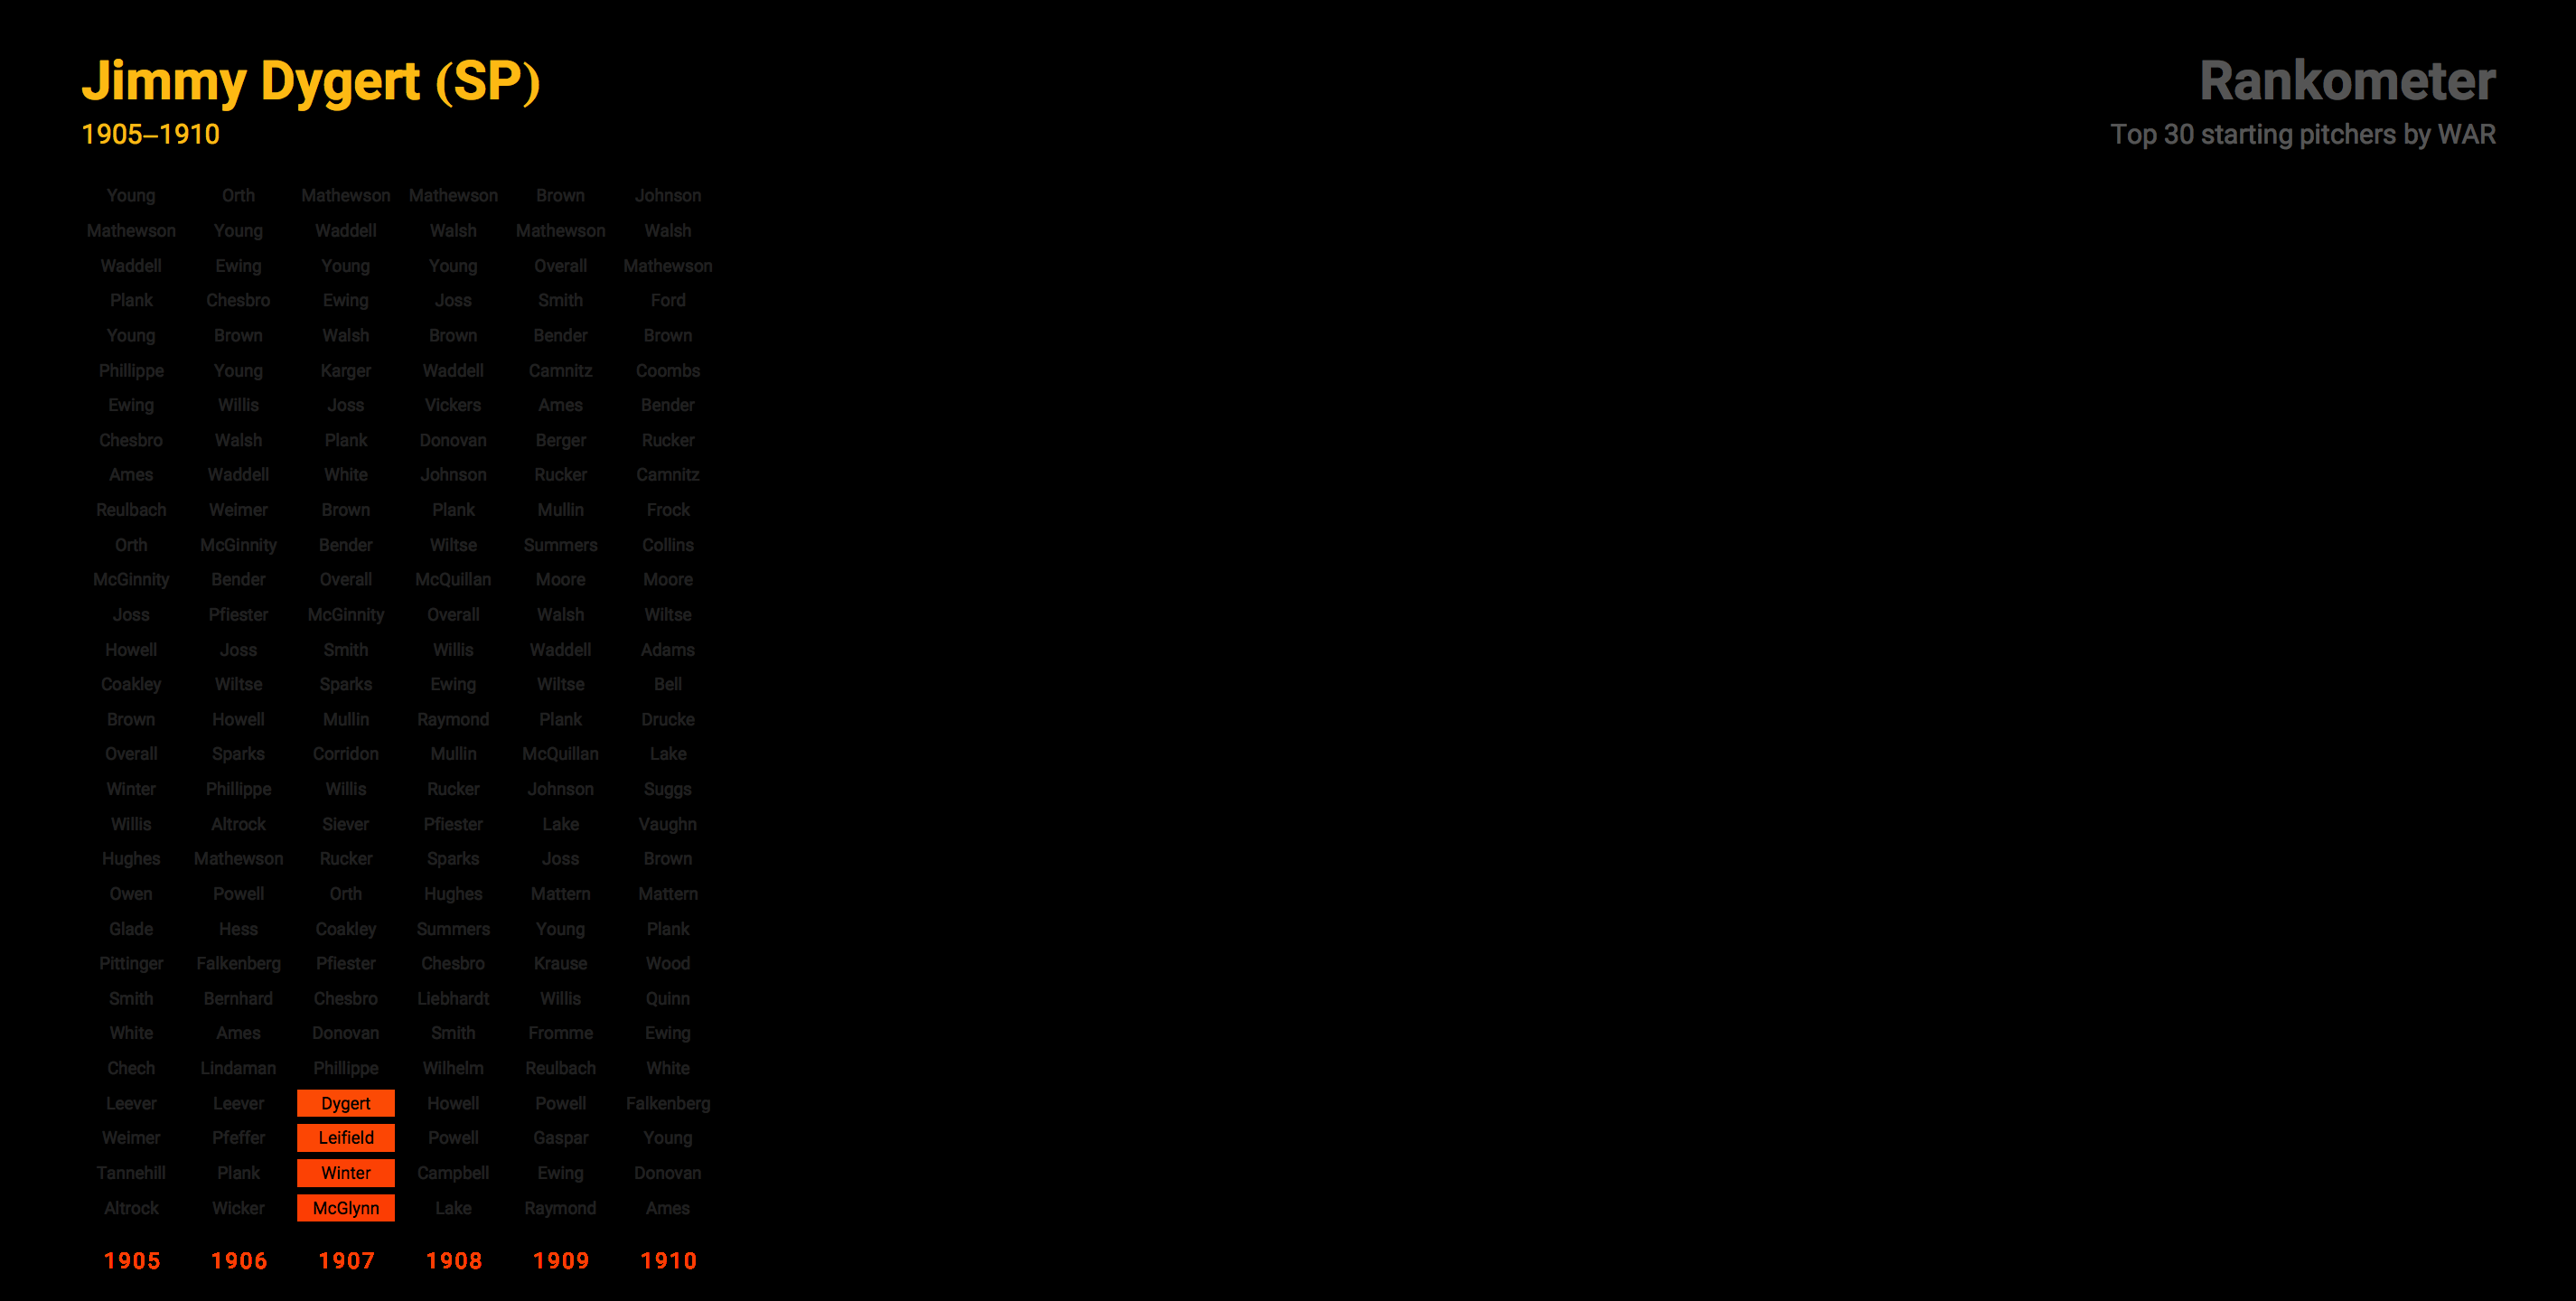 Jimmy Dygert (SP)
1905–1910
Rankometer
Top 30 starting pitchers by WAR
Young Orth Mathewson Mathewson Brown Johnson
Mathewson Young Waddell Walsh Mathewson Walsh
Waddell Ewing Young Young Overall Mathewson
Plank Chesbro Ewing Joss Smith Ford
Young Brown Walsh Brown Bender Brown
Phillippe Young Karger Waddell Camnitz Coombs
Ewing Willis Joss Vickers Ames Bender
Chesbro Walsh Plank Donovan Berger Rucker
Ames Waddell White Johnson Rucker Camnitz
Reulbach Weimer Brown Plank Mullin Frock
Orth McGinnity Bender Wiltse Summers Collins
McGinnity Bender Overall McQuillan Moore Moore
Joss Pfiester McGinnity Overall Walsh Wiltse
Howell Joss Smith Willis Waddell Adams
Coakley Wiltse Sparks Ewing Wiltse Bell
Brown Howell Mullin Raymond Plank Drucke
Overall Sparks Corridon Mullin McQuillan Lake
Winter Phillippe Willis Rucker Johnson Suggs
Willis Altrock Siever Pfiester Lake Vaughn
Hughes Mathewson Rucker Sparks Joss Brown
Owen Powell Orth Hughes Mattern Mattern
Glade Hess Coakley Summers Young Plank
Pittinger Falkenberg Pfiester Chesbro Krause Wood
Smith Bernhard Chesbro Liebhardt Willis Quinn
White Ames Donovan Smith Fromme Ewing
Chech Lindaman Phillippe Wilhelm Reulbach White
Leever Leever Dygert Howell Powell Falkenberg
Weimer Pfeffer Leifield Powell Gaspar Young
Tannehill Plank Winter Campbell Ewing Donovan
Altrock Wicker McGlynn Lake Raymond Ames
1905 1906 1907 1908 1909 1910